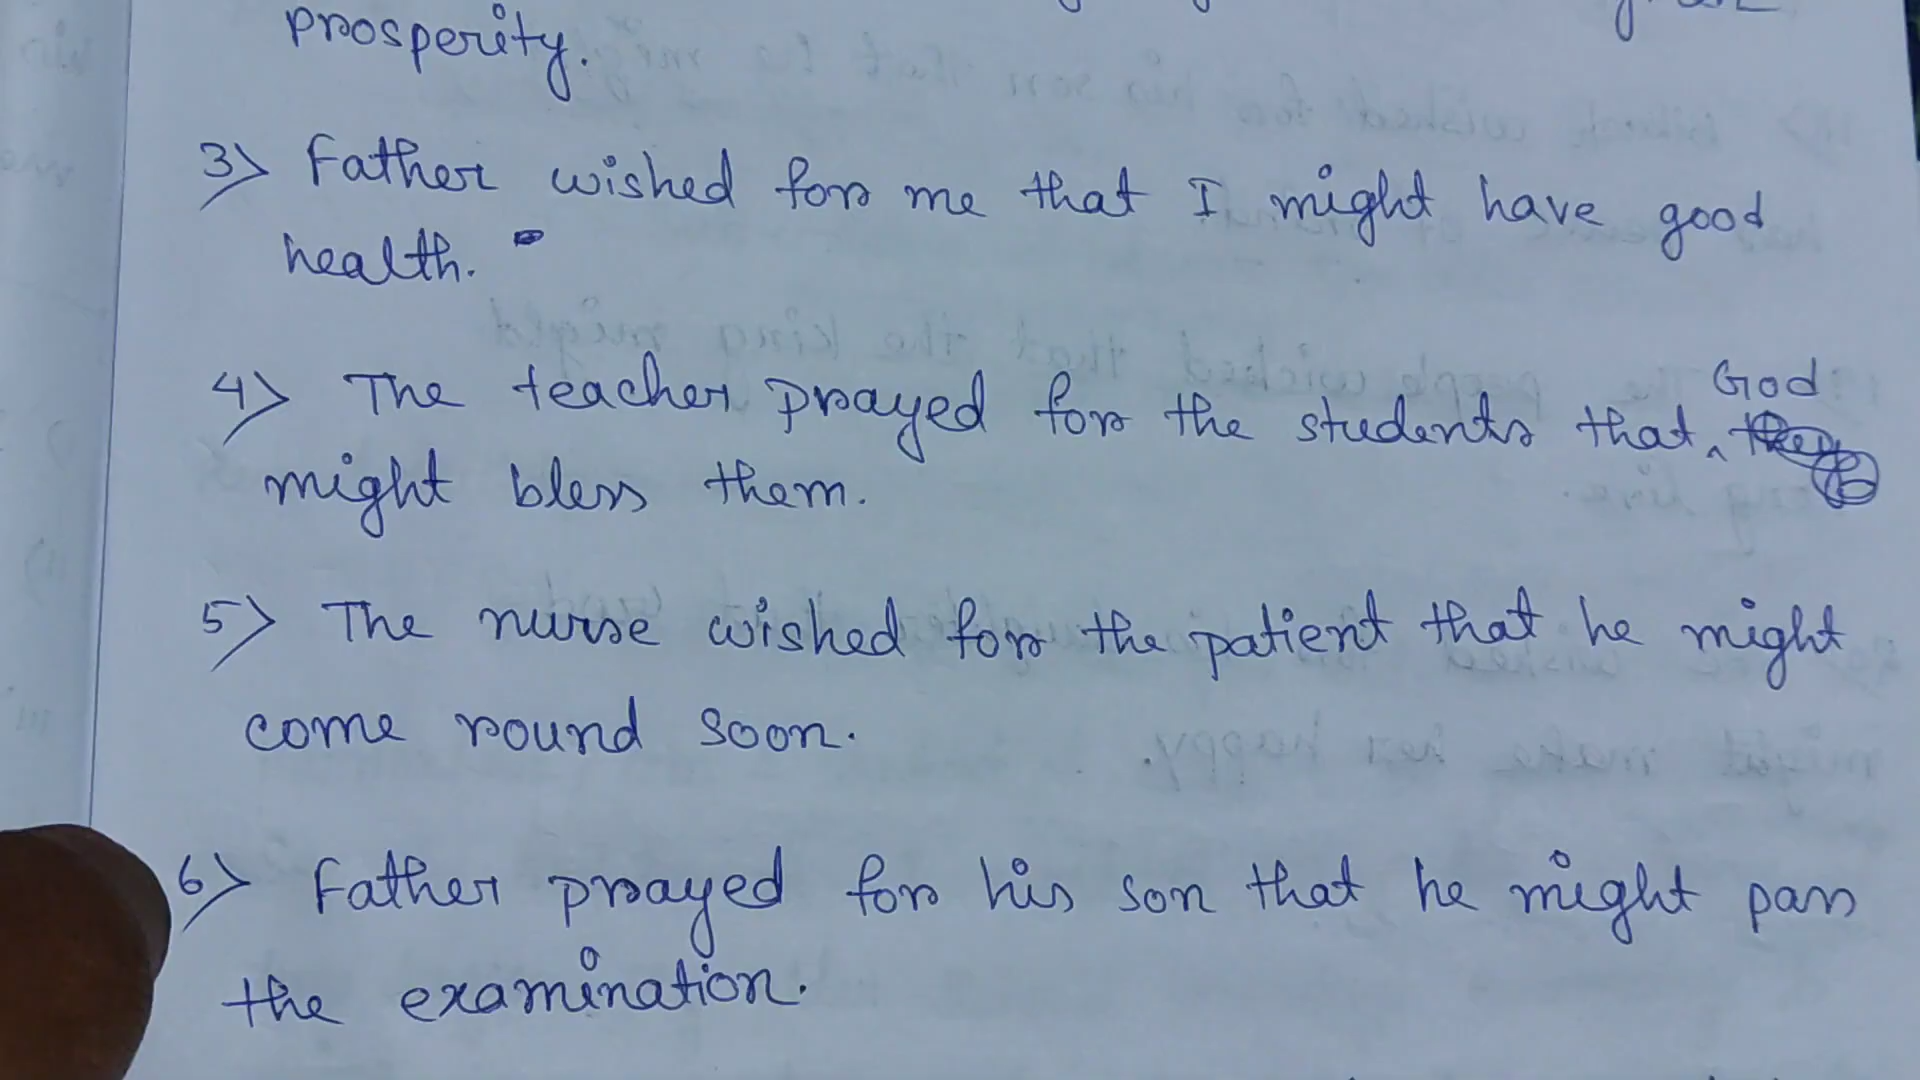 prosperity.
3) Father wished for me that I might have good
health.
4) The teacher prayed for the students that God
might bless them.
5) The nurse wished for the patient that he might
come round soon.
6) Father prayed for his son that he might pass
the examination.